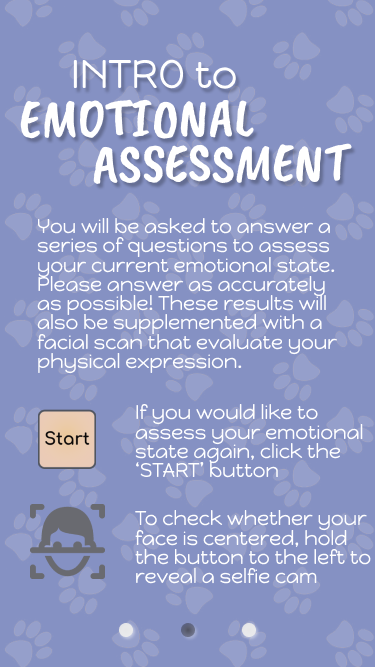 INTRO to
EMOTIONAL
ASSESSMENT
You will be asked to answer a
series of questions to assess
your current emotional state.
Please answer as accurately
as possible! These results will
also be supplemented with a
facial scan that evaluate your
physical expression.
Start
If you would like to
assess your emotional
state again, click the
‘START’ button
To check whether your
face is centered, hold
the button to the left to
reveal a selfie cam